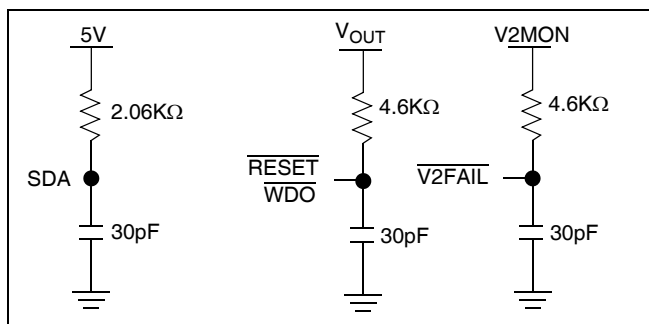 5V
2.06KΩ
SDA
30pF
VOUT
4.6KΩ
RESET
WDO
30pF
V2MON
4.6KΩ
V2FAIL
30pF